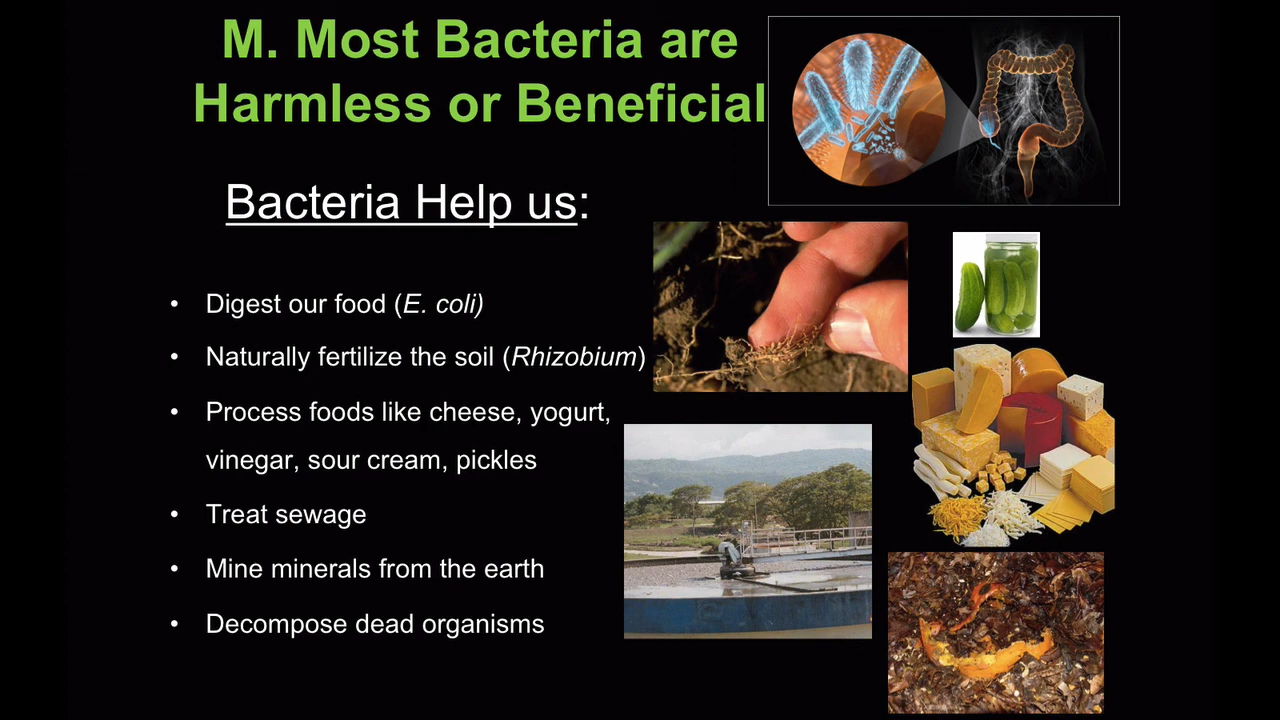 M. Most Bacteria are
Harmless or Beneficial
Bacteria Help us:
• Digest our food (E. coli)
• Naturally fertilize the soil (Rhizobium)
• Process foods like cheese, yogurt,
vinegar, sour cream, pickles
• Treat sewage
• Mine minerals from the earth
• Decompose dead organisms